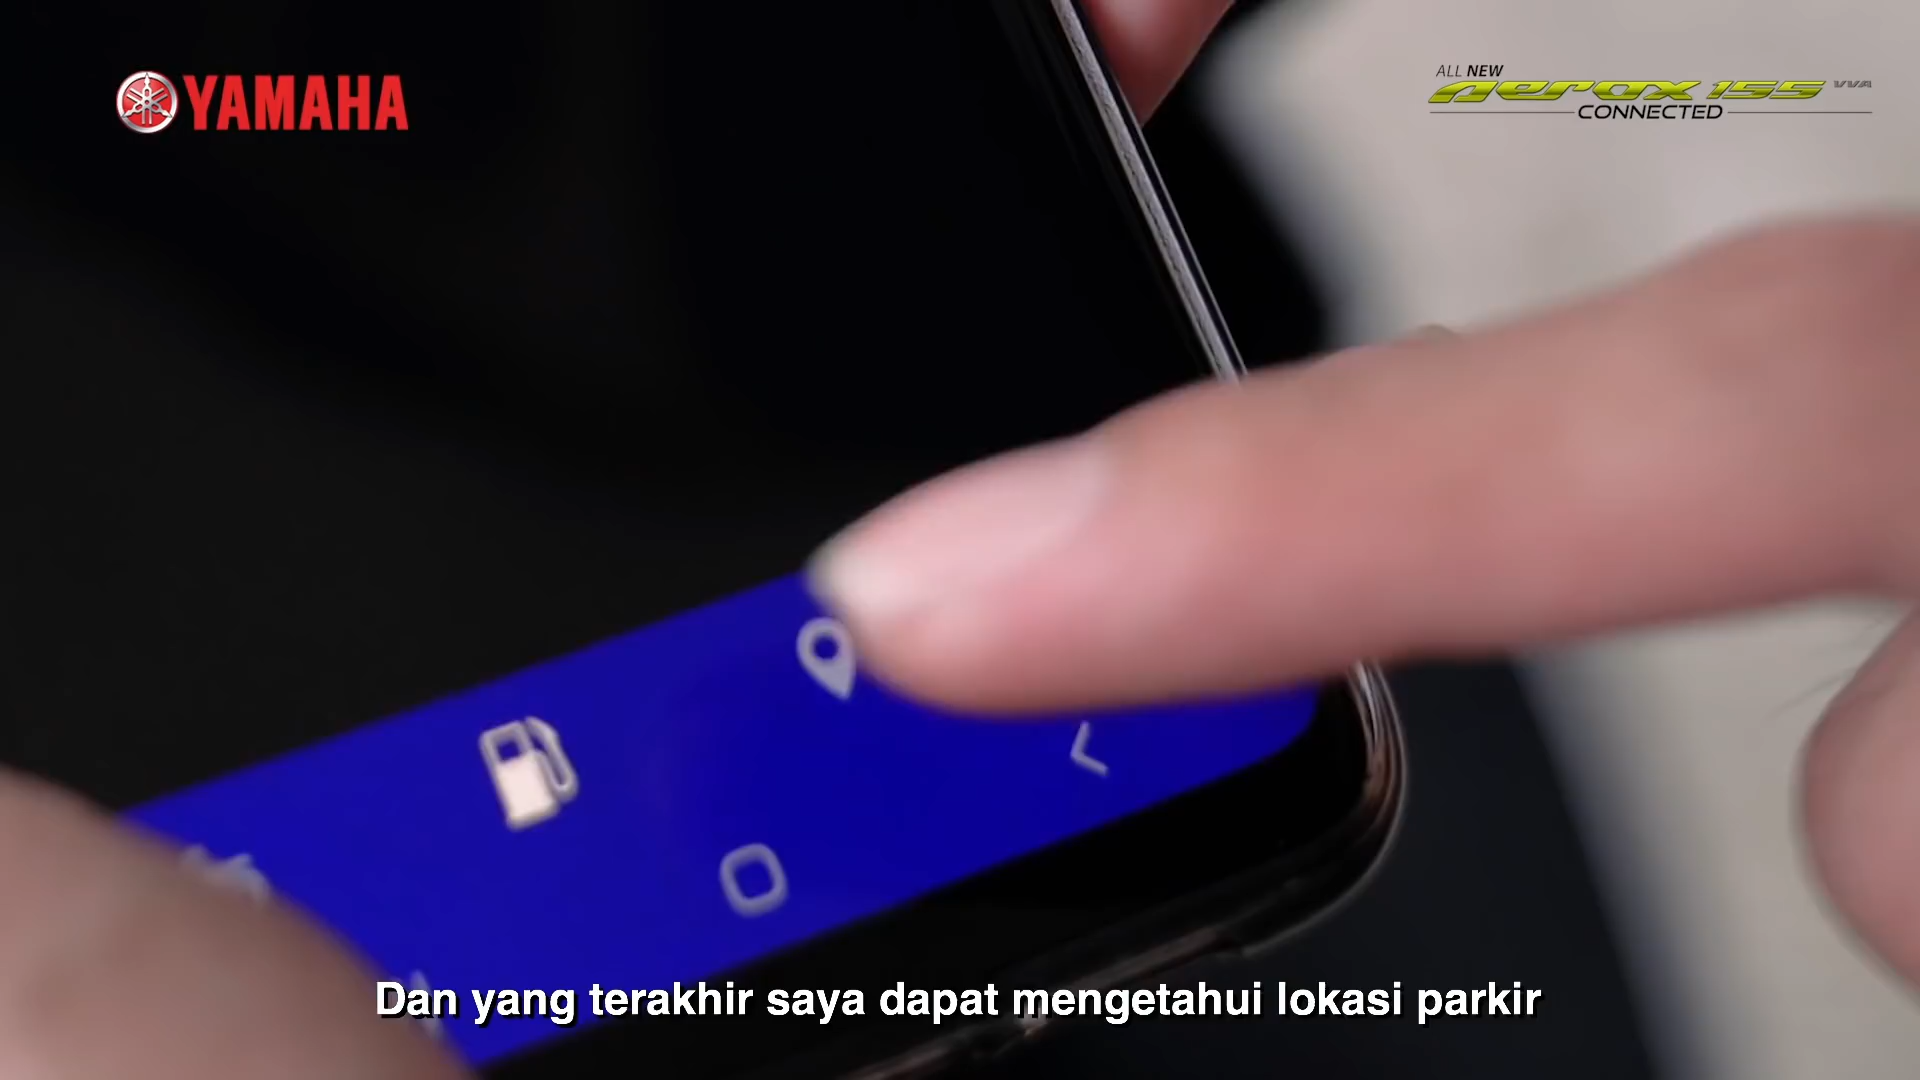 YAMAHA
ALL NEW
Aerox 155 VVA
CONNECTED
Dan yang terakhir saya dapat mengetahui lokasi parkir